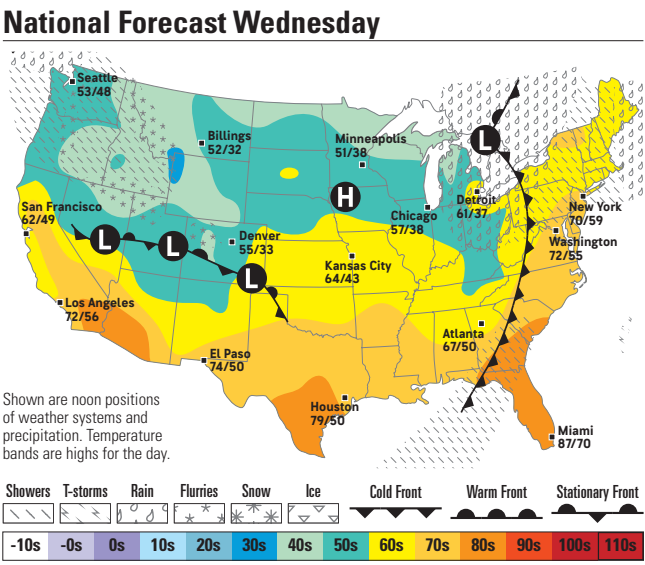 National Forecast Wednesday
Seattle
53/48
Billings
52/32
Minneapolis
51/38
L
H
San Francisco
62/49
Chicago
57/38
Detroit
61/37
New York
70/59
Washington
72/55
L
L
L
Denver
55/33
Kansas City
64/43
Los Angeles
72/56
Atlanta
67/50
El Paso
74/50
Houston
79/50
Miami
87/70
Shown are noon positions
of weather systems and
precipitation. Temperature
bands are highs for the day.
Showers T-storms Rain Flurries Snow Ice Cold Front Warm Front Stationary Front
-10s -0s 0s 10s 20s 30s 40s 50s 60s 70s 80s 90s 100s 110s